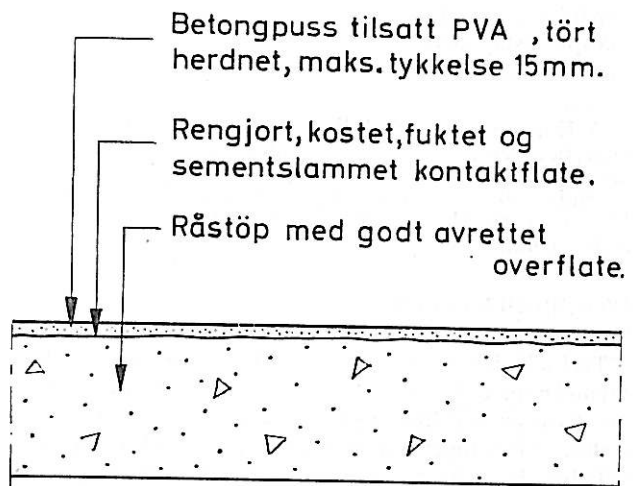 Betongpuss tilsatt PVA , tört
herdnet, maks. tykkelse 15mm.
Rengjort, kostet, fuktet og
sementslammet kontaktflate.
Råstöp med godt avrettet
overflate.